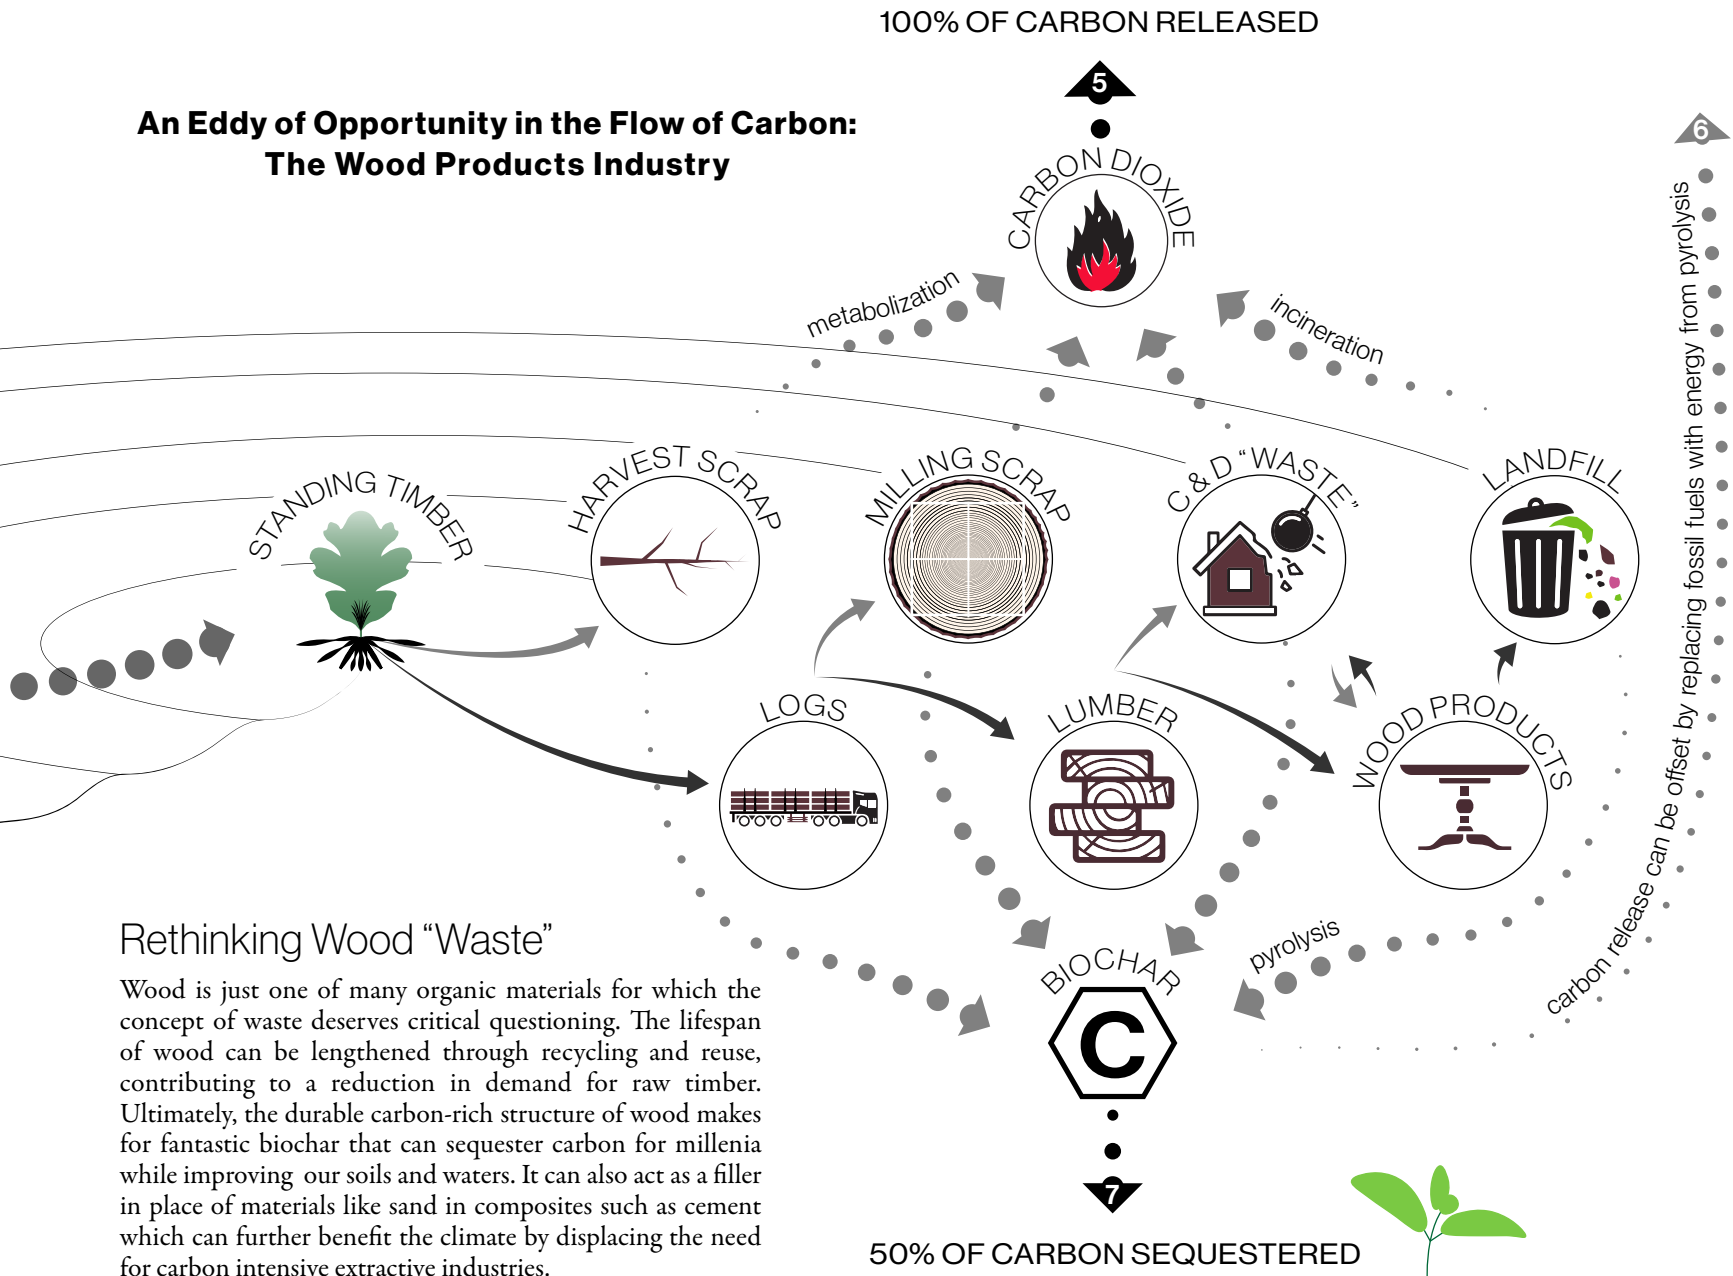 100% OF CARBON RELEASED
5
An Eddy of Opportunity in the Flow of Carbon:
The Wood Products Industry
6
CARBON DIOXIDE
metabolization
incineration
carbon release can be offset by replacing fossil fuels with energy from pyrolysis
STANDING TIMBER
HARVEST SCRAP
MILLING SCRAP
C & D “WASTE”
LANDFILL
LOGS
LUMBER
WOOD PRODUCTS
pyrolysis
BIOCHAR
C
7
50% OF CARBON SEQUESTERED
Rethinking Wood “Waste”
Wood is just one of many organic materials for which the
concept of waste deserves critical questioning. The lifespan
of wood can be lengthened through recycling and reuse,
contributing to a reduction in demand for raw timber.
Ultimately, the durable carbon-rich structure of wood makes
for fantastic biochar that can sequester carbon for millenia
while improving our soils and waters. It can also act as a filler
in place of materials like sand in composites such as cement
which can further benefit the climate by displacing the need
for carbon intensive extractive industries.